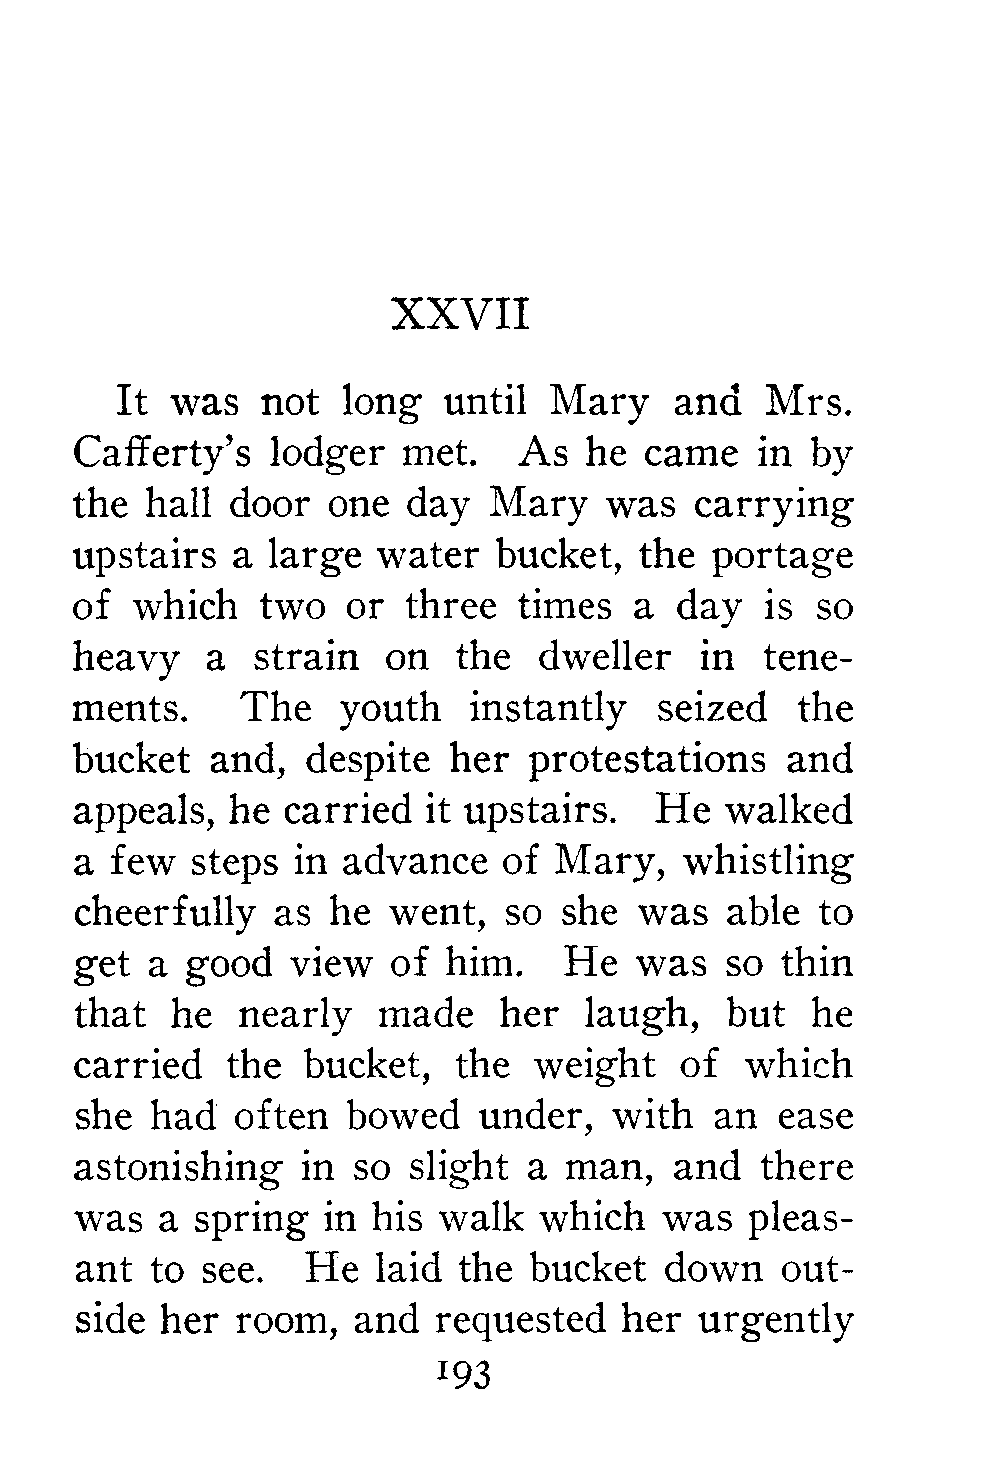 XXVII
It was not long until Mary and Mrs.
Cafferty's lodger met. As he came in by
the hall door one day Mary was carrying
upstairs a large water bucket, the portage
of which two or three times a day is so
heavy a strain on the dweller in tene-
ments. The youth instantly seized the
bucket and, despite her protestations and
appeals, he carried it upstairs. He walked
a few steps in advance of Mary, whistling
cheerfully as he went, so she was able to
get a good view of him. He was so thin
that he nearly made her laugh, but he
carried the bucket, the weight of which
she had often bowed under, with an ease
astonishing in so slight a man, and there
was a spring in his walk which was pleas-
ant to see. He laid the bucket down out-
side her room, and requested her urgently
193